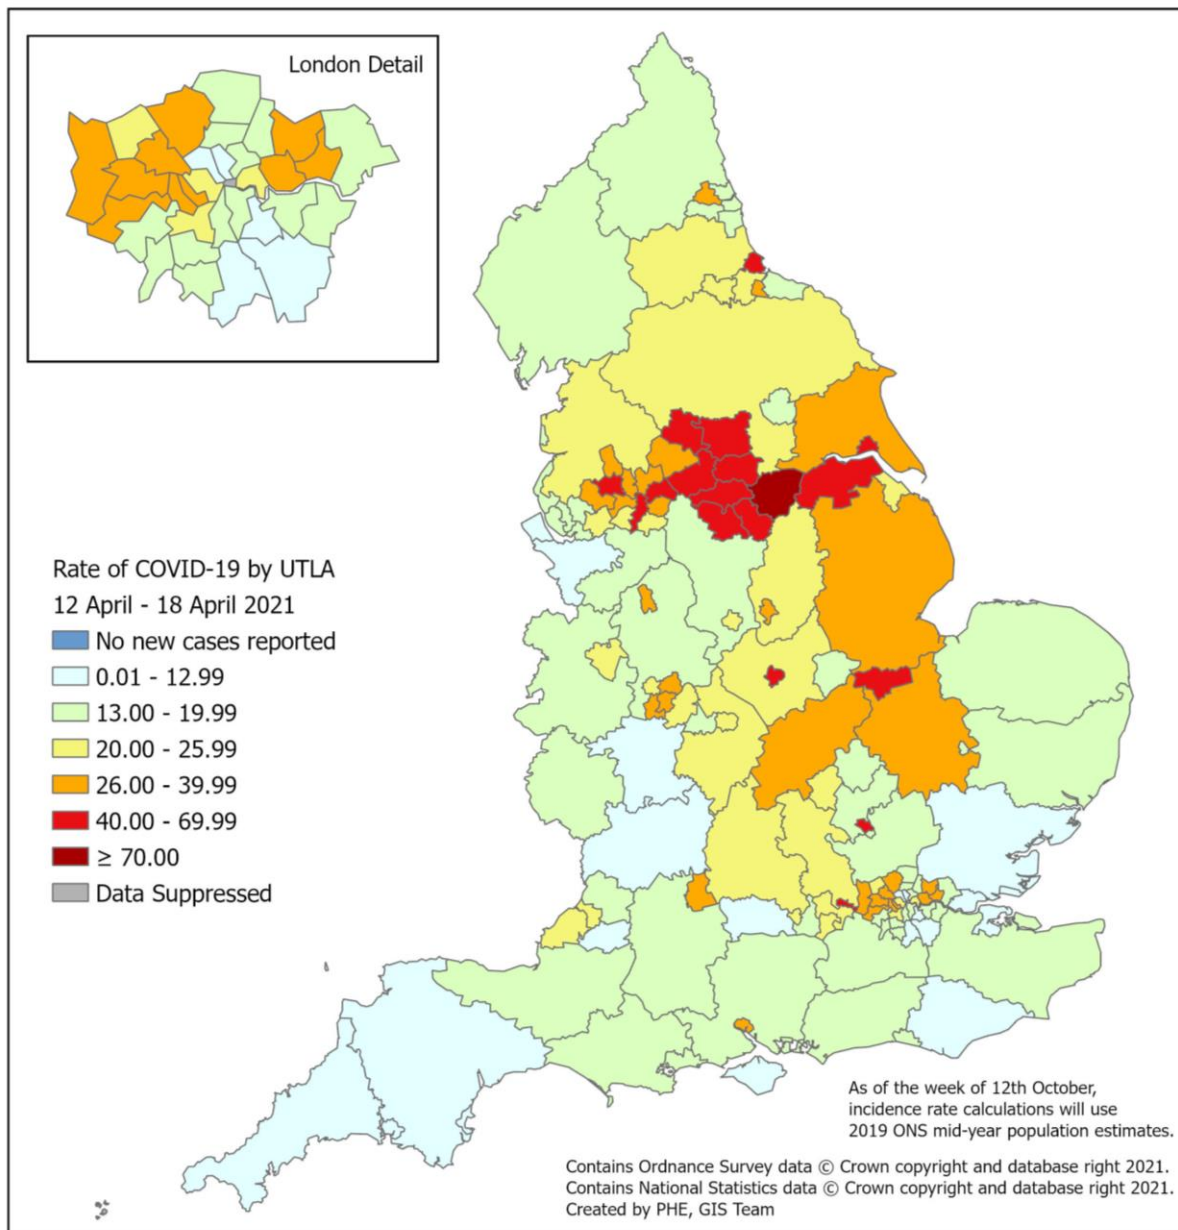 London Detail
Rate of COVID-19 by UTLA
12 April - 18 April 2021
No new cases reported
0.01 - 12.99
13.00 - 19.99
20.00 - 25.99
26.00 - 39.99
40.00 - 69.99
≥ 70.00
Data Suppressed
As of the week of 12th October,
incidence rate calculations will use
2019 ONS mid-year population estimates.
Contains Ordnance Survey data © Crown copyright and database right 2021.
Contains National Statistics data © Crown copyright and database right 2021.
Created by PHE, GIS Team